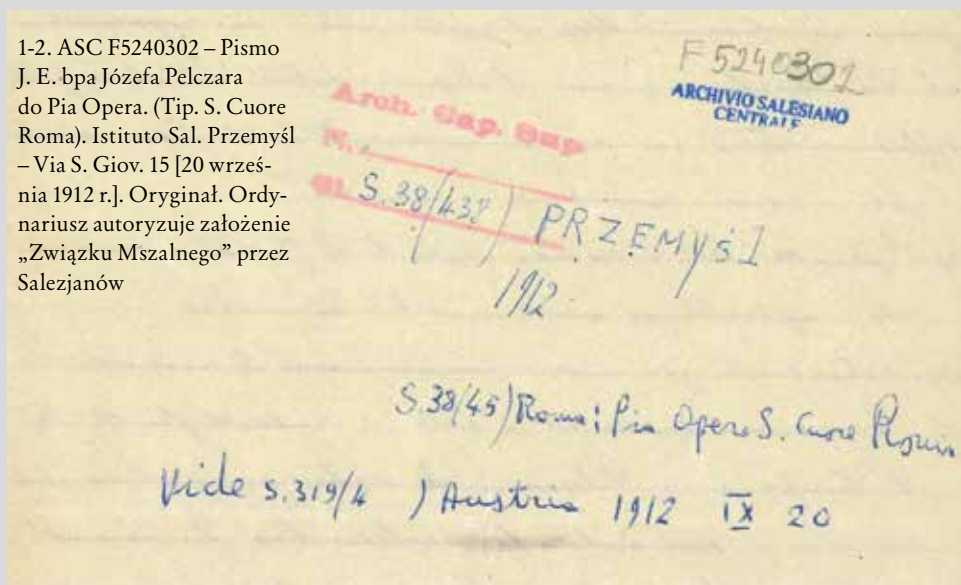 1-2. ASC F5240302 – Pismo
J. E. bpa Józefa Pelczara
do Pia Opera. (Tip. S. Cuore
Roma). Istituto Sal. Przemyśl
– Via S. Giov. 15 [20 wrześ-
nia 1912 r.]. Oryginał. Ordy-
nariusz autoryzuje założenie
„Związku Mszalnego” przez
Salezjanów
F 5240302
ARCHIVIO SALESIANO
CENTRALE
Arch. Cap. Sup
N.
S.38/438) PRZEMYŚL
1912
S.38(45) Roma: Pia Opera S. Cuore
Vide S.319/4 ) Austria 1912 IX 20